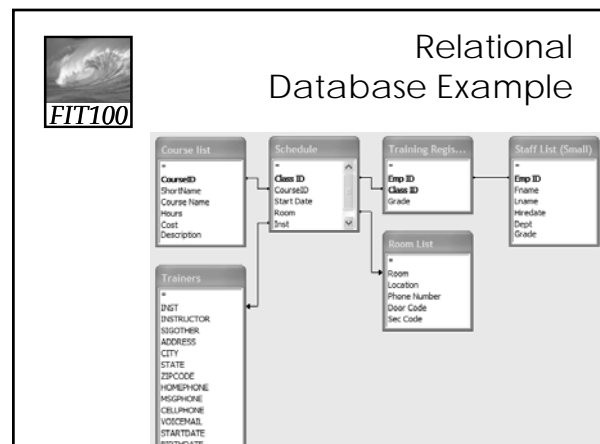 Relational
Database Example
FIT100
Course list
*
CourseID
ShortName
Course Name
Hours
Cost
Description
Schedule
*
Class ID
CourseID
Start Date
Room
Inst
Training Regis...
*
Emp ID
Class ID
Grade
Staff List (Small)
*
Emp ID
Fname
Lname
Hiredate
Dept
Grade
Trainers
*
INST
INSTRUCTOR
SIGOTHER
ADDRESS
CITY
STATE
ZIPCODE
HOMEPHONE
MSGPHONE
CELLPHONE
VOICEMAIL
STARTDATE
BIRTHDATE
Room List
*
Room
Location
Phone Number
Door Code
Sec Code